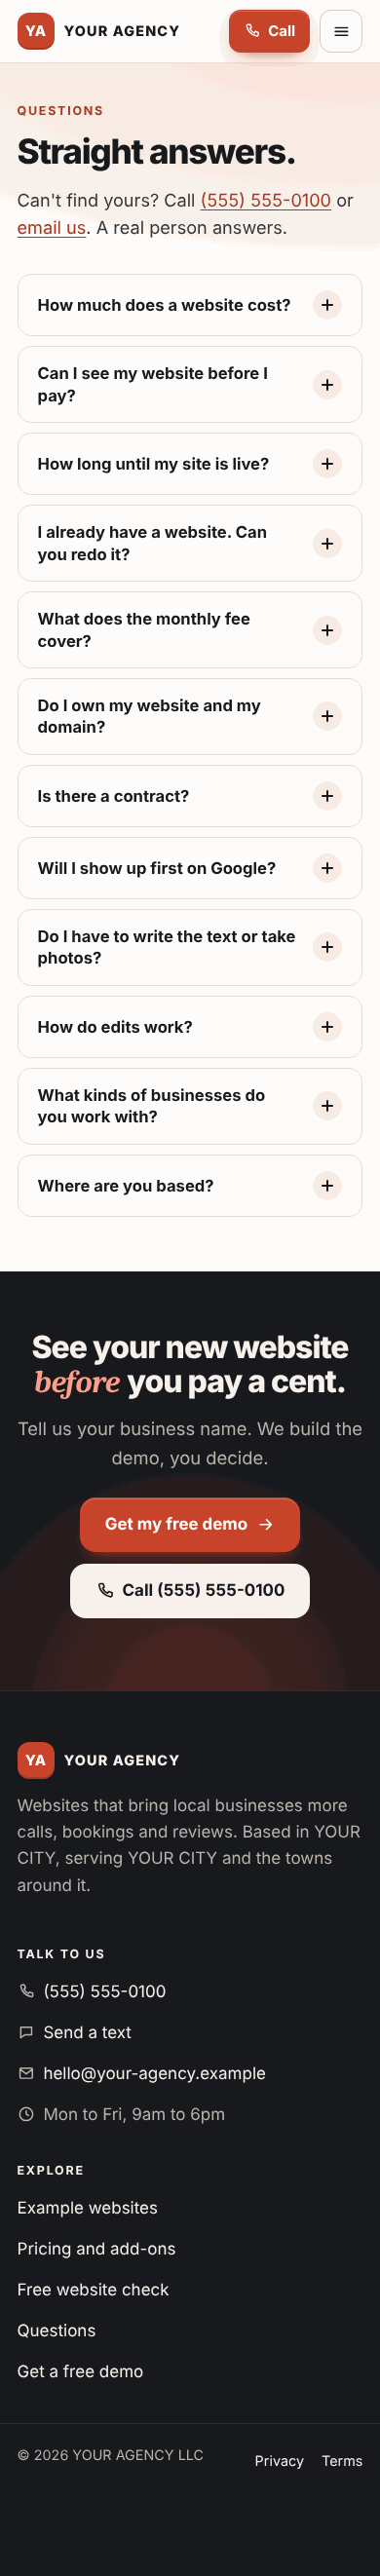 YA YOUR AGENCY Call
QUESTIONS
Straight answers.
Can't find yours? Call (555) 555-0100 or
email us. A real person answers.
How much does a website cost?
Can I see my website before I
pay?
How long until my site is live?
I already have a website. Can
you redo it?
What does the monthly fee
cover?
Do I own my website and my
domain?
Is there a contract?
Will I show up first on Google?
Do I have to write the text or take
photos?
How do edits work?
What kinds of businesses do
you work with?
Where are you based?
See your new website
before you pay a cent.
Tell us your business name. We build the
demo, you decide.
Get my free demo →
Call (555) 555-0100
YA YOUR AGENCY
Websites that bring local businesses more
calls, bookings and reviews. Based in YOUR
CITY, serving YOUR CITY and the towns
around it.
TALK TO US
(555) 555-0100
Send a text
hello@your-agency.example
Mon to Fri, 9am to 6pm
EXPLORE
Example websites
Pricing and add-ons
Free website check
Questions
Get a free demo
© 2026 YOUR AGENCY LLC Privacy Terms